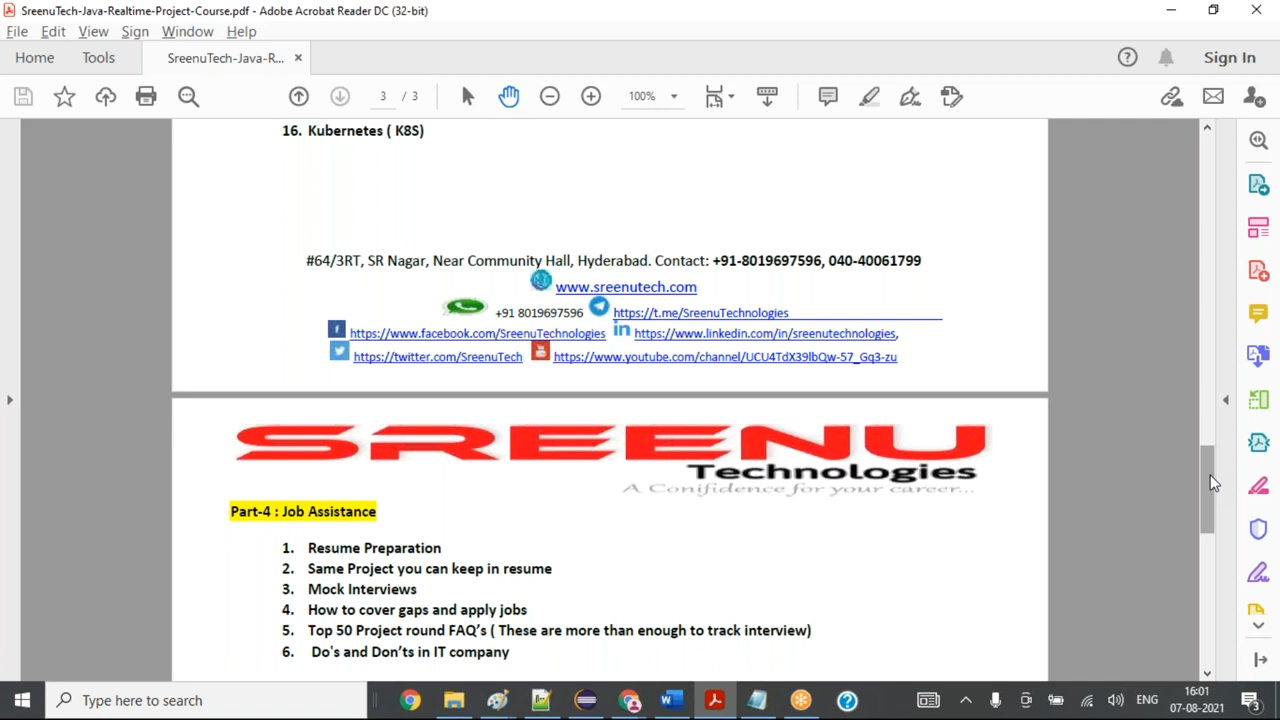 SreenuTech-Java-Realtime-Project-Course.pdf - Adobe Acrobat Reader DC (32-bit)
File Edit View Sign Window Help
Home Tools SreenuTech-Java-R... Sign In
3 / 3 100%
16. Kubernetes ( K8S)
#64/3RT, SR Nagar, Near Community Hall, Hyderabad. Contact: +91-8019697596, 040-40061799
www.sreenutech.com
+91 8019697596 https://t.me/SreenuTechnologies
https://www.facebook.com/SreenuTechnologies https://www.linkedin.com/in/sreenutechnologies,
https://twitter.com/SreenuTech https://www.youtube.com/channel/UCU4TdX39lbQw-57_Gq3-zu
SREENU
Technologies
A Conifidence for your career...
Part-4 : Job Assistance
1. Resume Preparation
2. Same Project you can keep in resume
3. Mock Interviews
4. How to cover gaps and apply jobs
5. Top 50 Project round FAQ’s ( These are more than enough to track interview)
6. Do's and Don’ts in IT company
Type here to search
ENG
16:01
07-08-2021
3